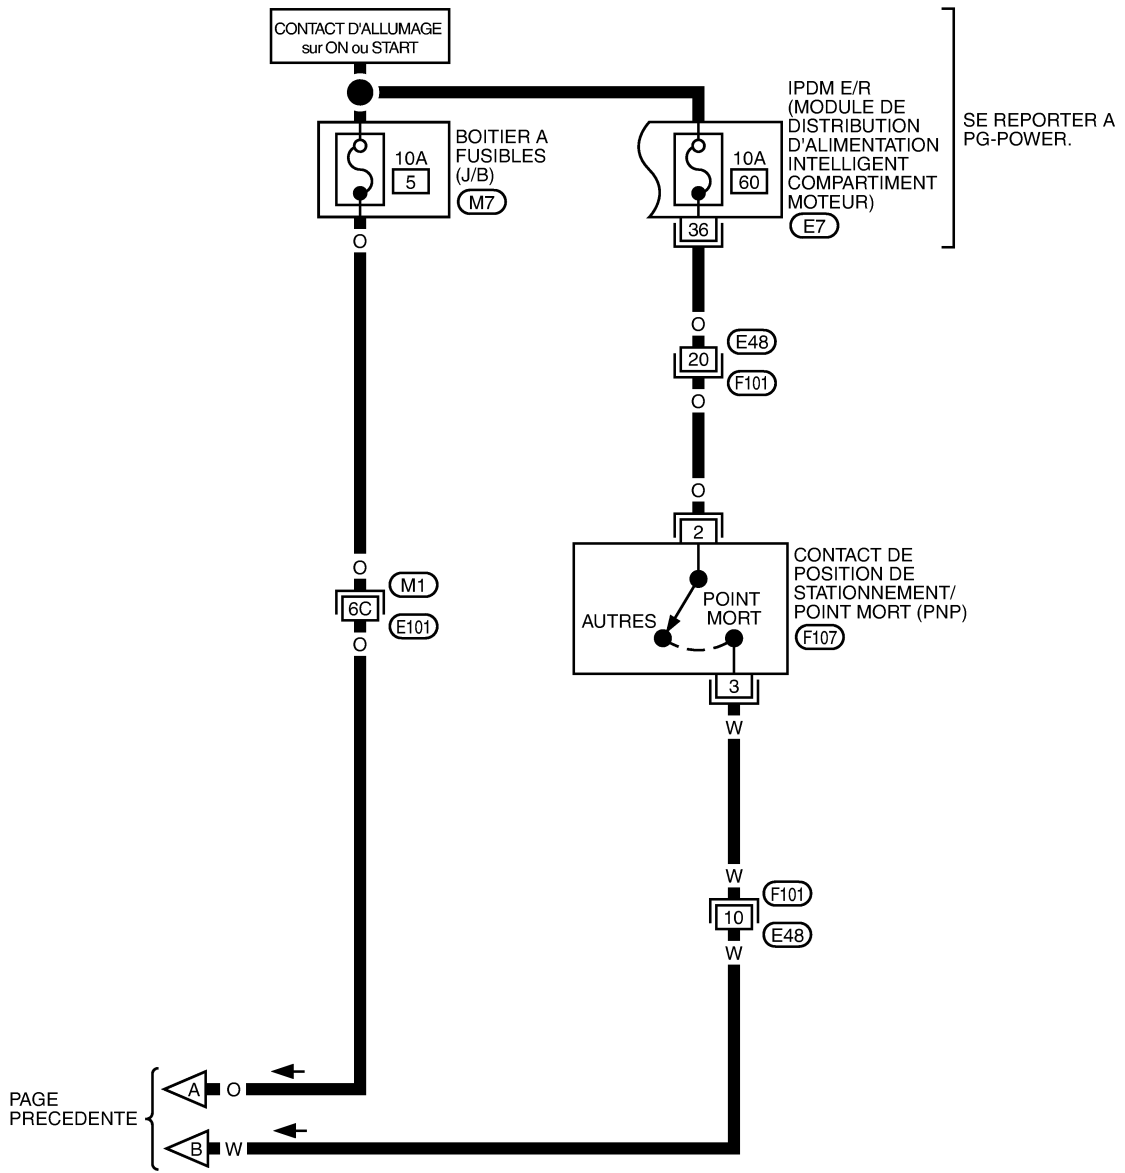 CONTACT D'ALLUMAGE
sur ON ou START
BOITIER A
FUSIBLES
(J/B)
M7
10A
5
IPDM E/R
(MODULE DE
DISTRIBUTION
D'ALIMENTATION
INTELLIGENT
COMPARTIMENT
MOTEUR)
E7
10A
60
SE REPORTER A
PG-POWER.
36
O
O
E48
20
F101
O
O
2
CONTACT DE
POSITION DE
STATIONNEMENT/
POINT MORT (PNP)
F107
AUTRES
POINT
MORT
O
M1
6C
E101
O
3
W
W
F101
10
E48
W
PAGE
PRECEDENTE
A O
B W